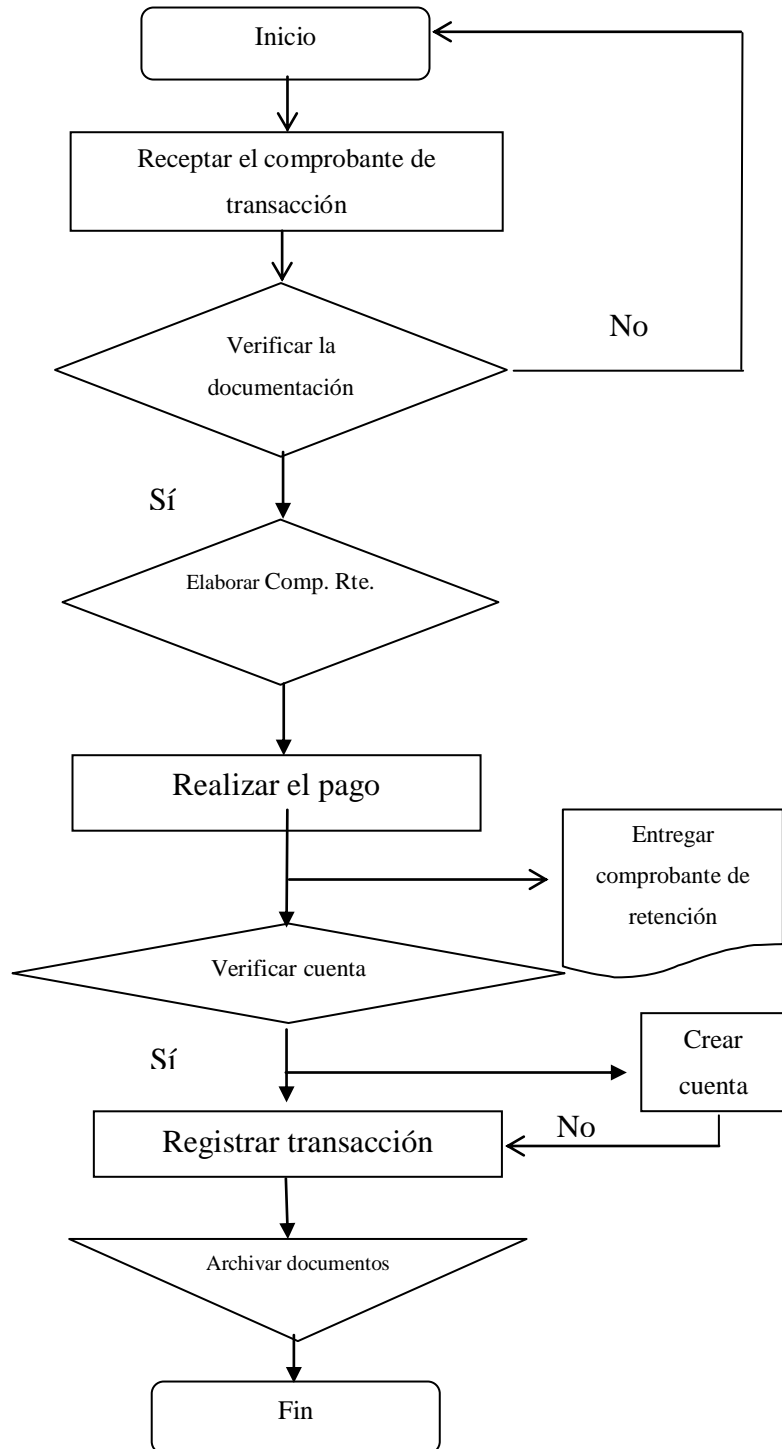 Inicio
Receptar el comprobante de
transacción
Verificar la
documentación
No
Sí
Elaborar Comp. Rte.
Realizar el pago
Entregar
comprobante de
retención
Verificar cuenta
Sí
Crear
cuenta
Registrar transacción
No
Archivar documentos
Fin